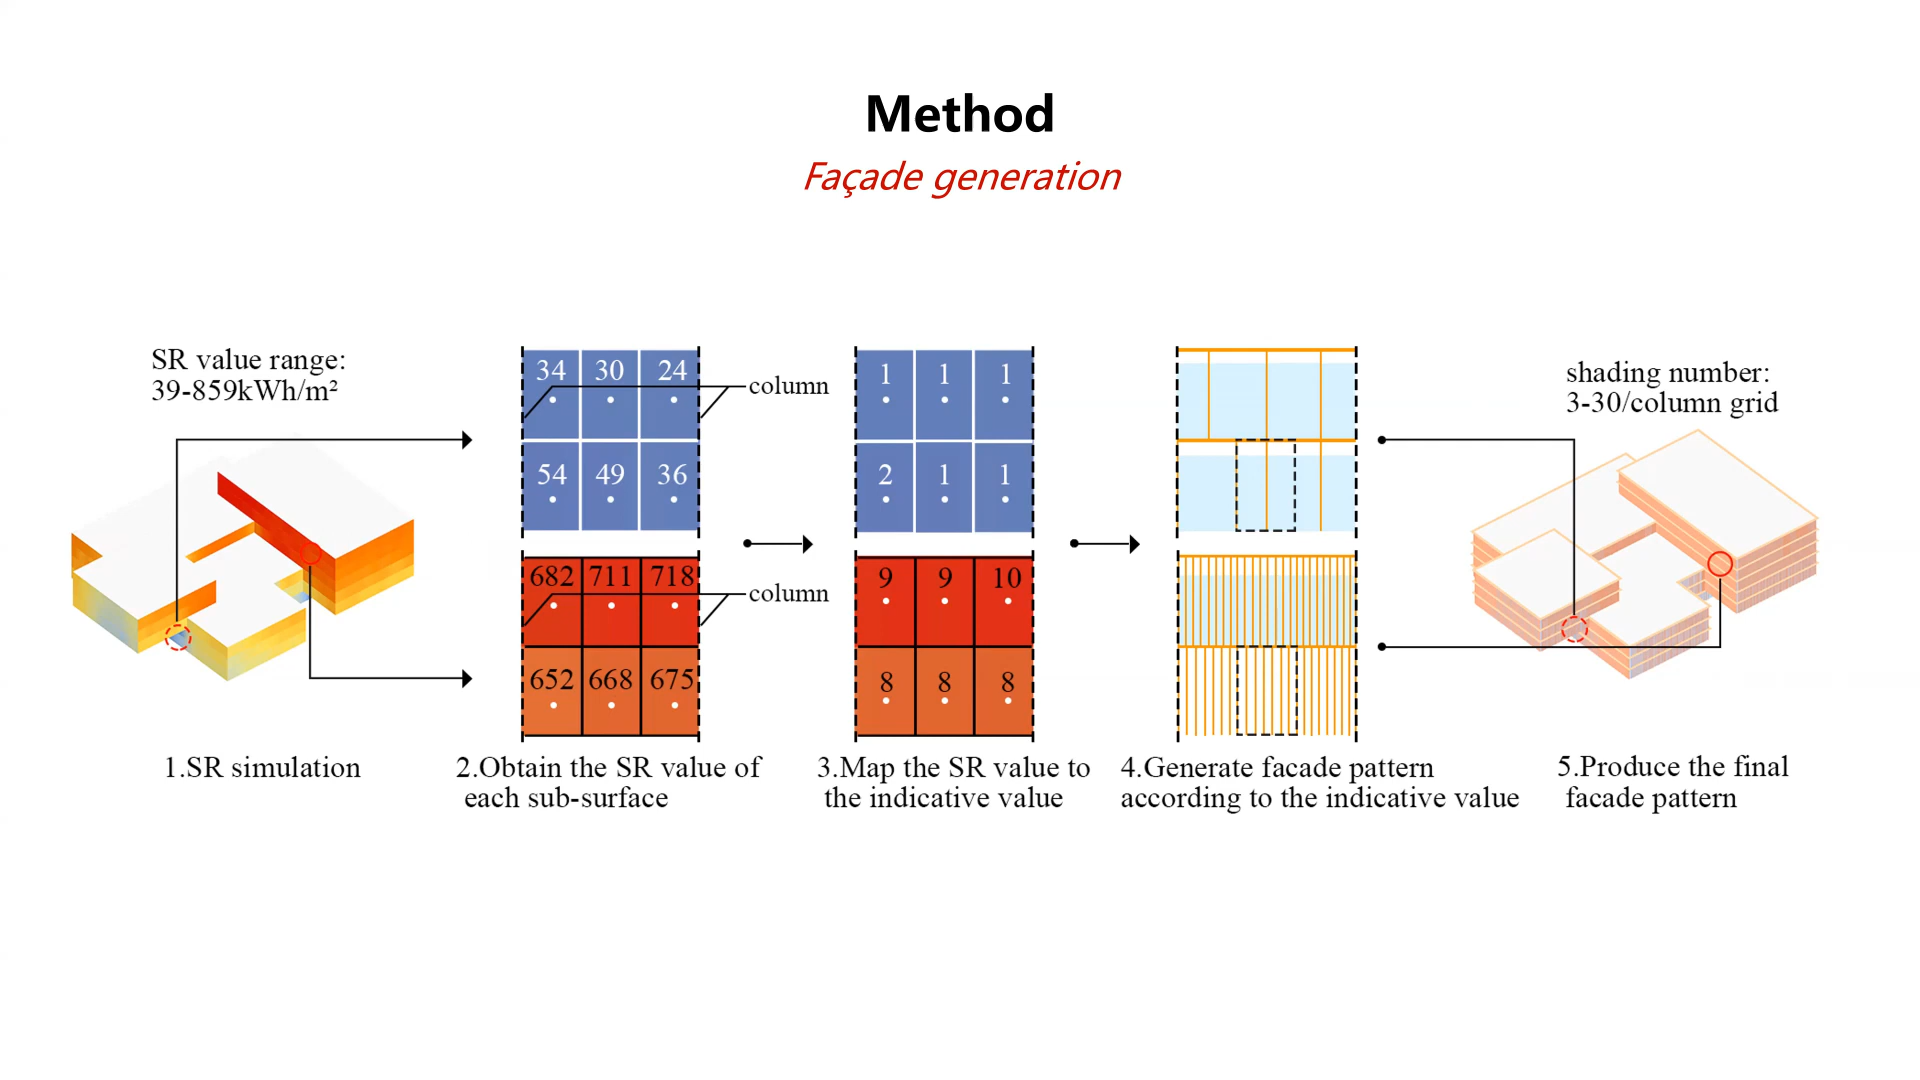 Method
Façade generation
SR value range:
39-859kWh/m²
34 30 24
column
54 49 36
682 711 718
column
652 668 675
1 1 1
2 1 1
9 9 10
8 8 8
shading number:
3-30/column grid
1.SR simulation
2.Obtain the SR value of
each sub-surface
3.Map the SR value to
the indicative value
4.Generate facade pattern
according to the indicative value
5.Produce the final
facade pattern